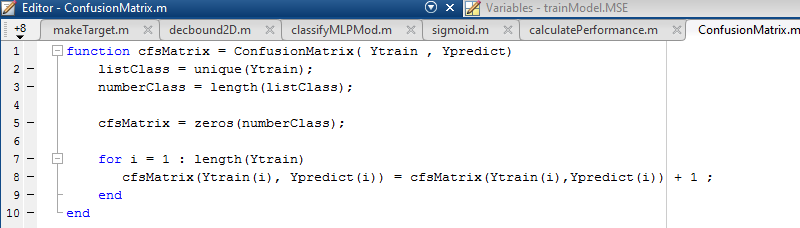 Editor - ConfusionMatrix.m
Variables - trainModel.MSE
+8 makeTarget.m decbound2D.m classifyMLPMod.m sigmoid.m calculatePerformance.m ConfusionMatrix.m
1 function cfsMatrix = ConfusionMatrix( Ytrain , Ypredict)
2 - listClass = unique(Ytrain);
3 - numberClass = length(listClass);
4
5 - cfsMatrix = zeros(numberClass);
6
7 - for i = 1 : length(Ytrain)
8 - cfsMatrix(Ytrain(i), Ypredict(i)) = cfsMatrix(Ytrain(i),Ypredict(i)) + 1 ;
9 - end
10 - end